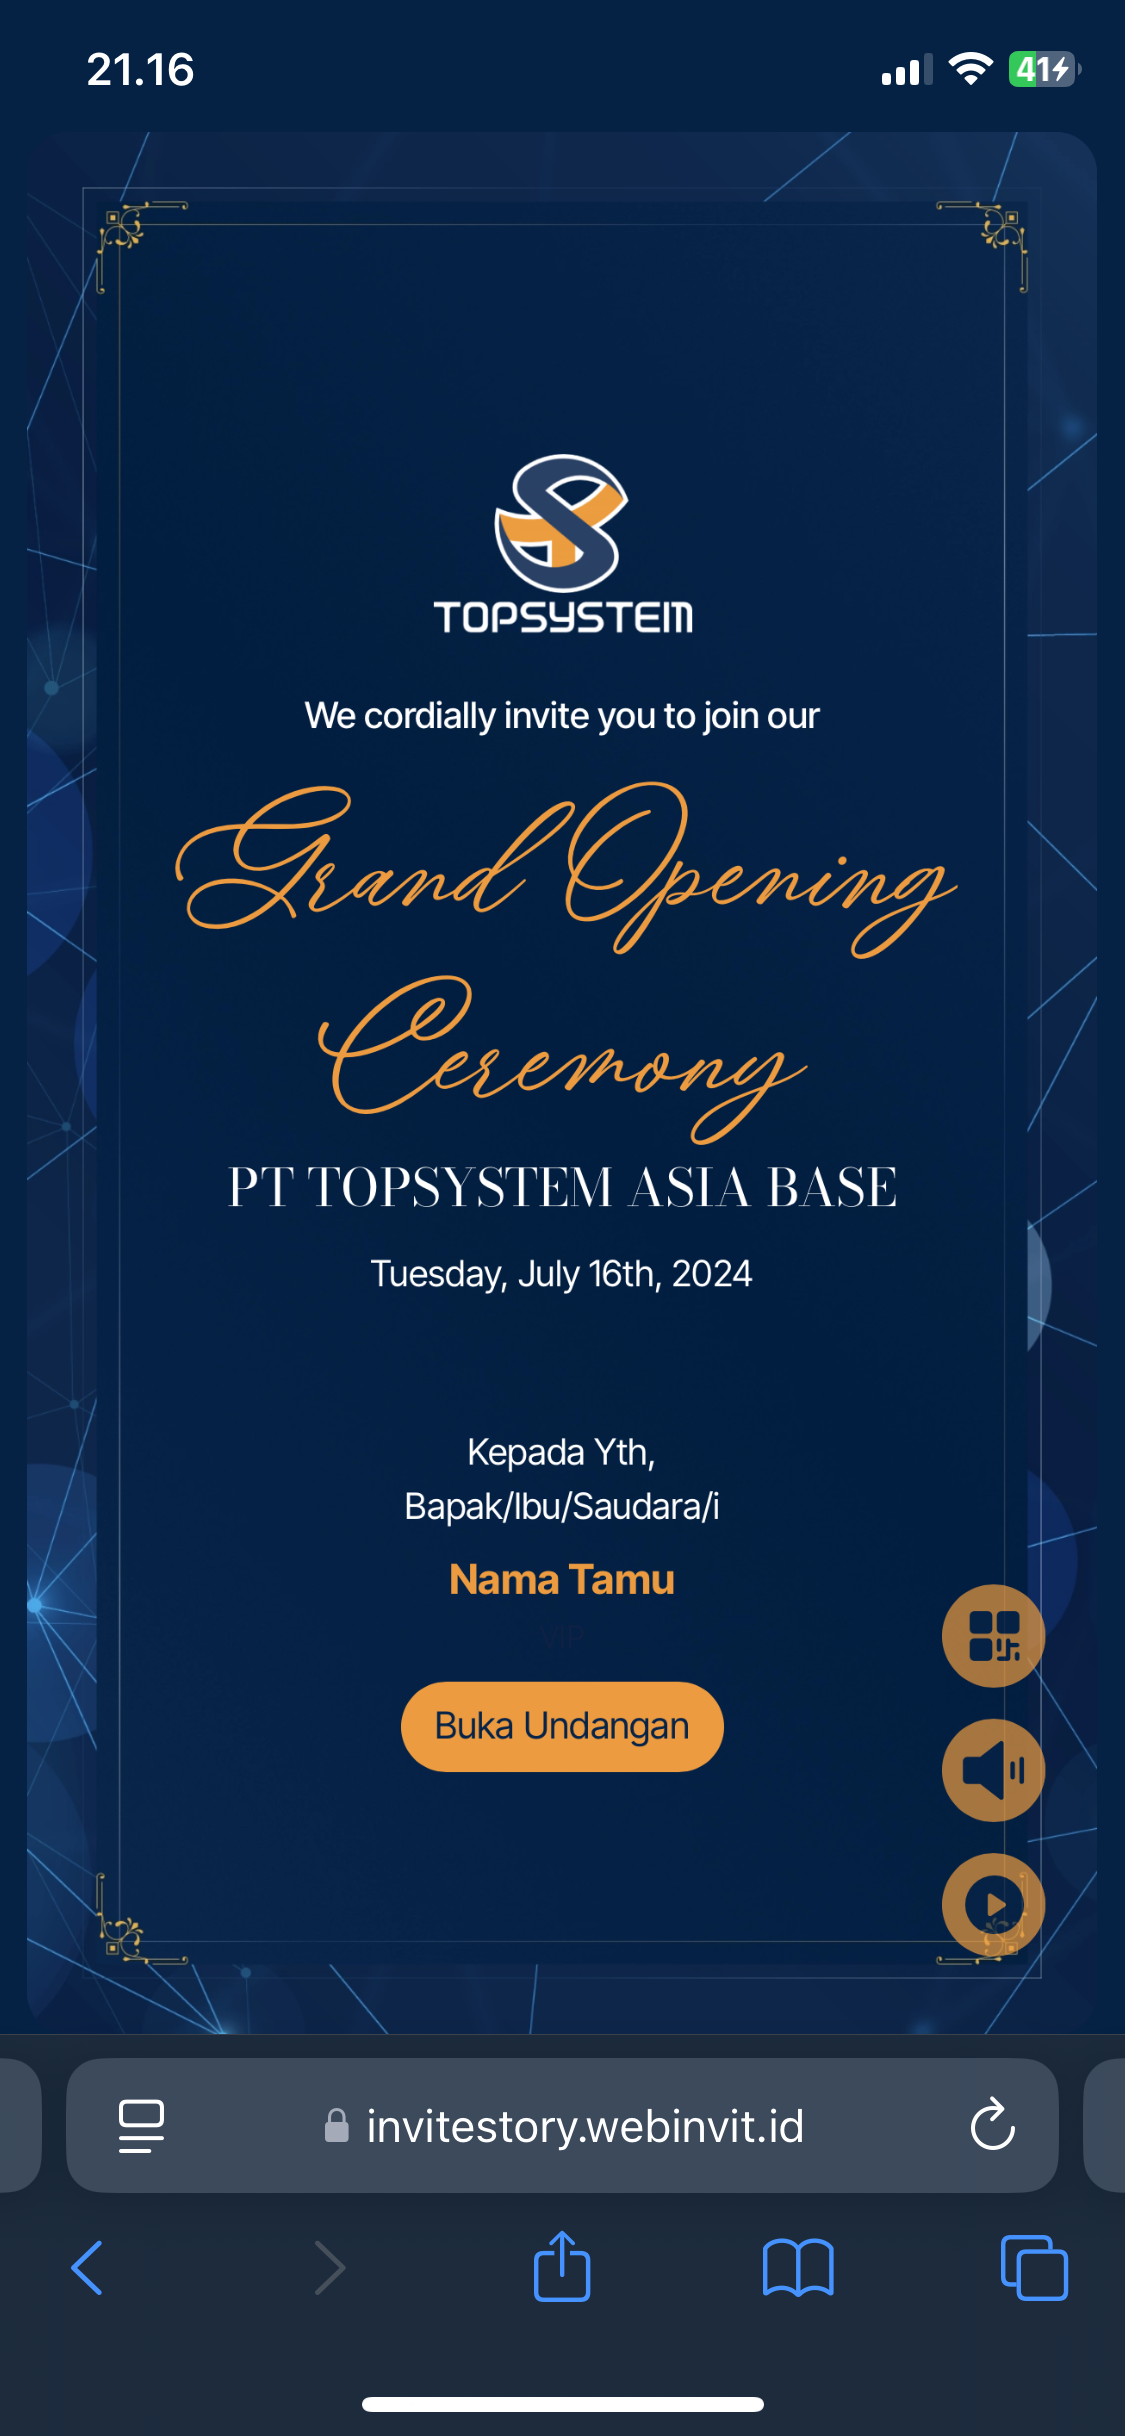 21.16
41
TOPSYSTEM
We cordially invite you to join our
Grand Opening
Ceremony
PT TOPSYSTEM ASIA BASE
Tuesday, July 16th, 2024
Kepada Yth,
Bapak/Ibu/Saudara/i
Nama Tamu
VIP
Buka Undangan
invitestory.webinvit.id